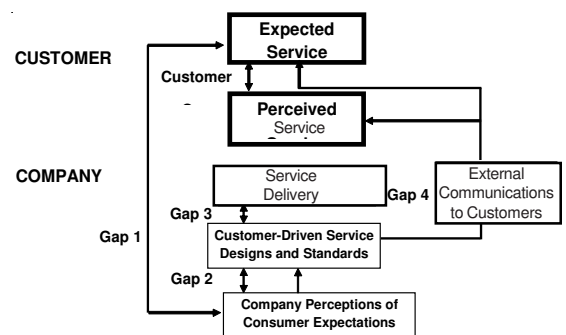 Expected
Service
CUSTOMER
Customer
Perceived
Service
COMPANY
Service
Delivery
Gap 4
External
Communications
to Customers
Gap 3
Gap 1
Customer-Driven Service
Designs and Standards
Gap 2
Company Perceptions of
Consumer Expectations